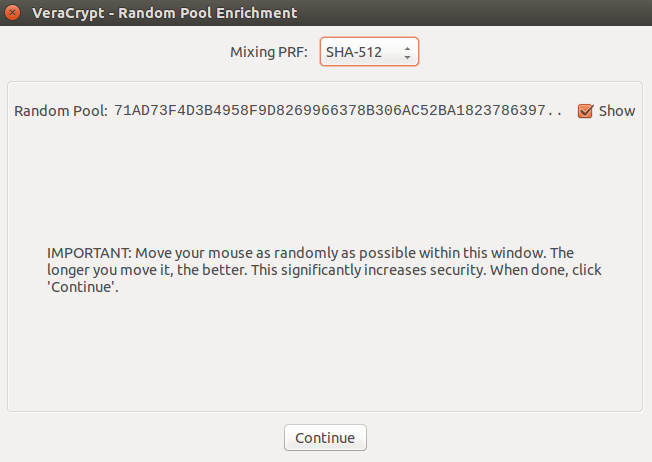 VeraCrypt - Random Pool Enrichment
Mixing PRF: SHA-512
Random Pool: 71AD73F4D3B4958F9D8269966378B306AC52BA1823786397.. Show
IMPORTANT: Move your mouse as randomly as possible within this window. The
longer you move it, the better. This significantly increases security. When done, click
'Continue'.
Continue